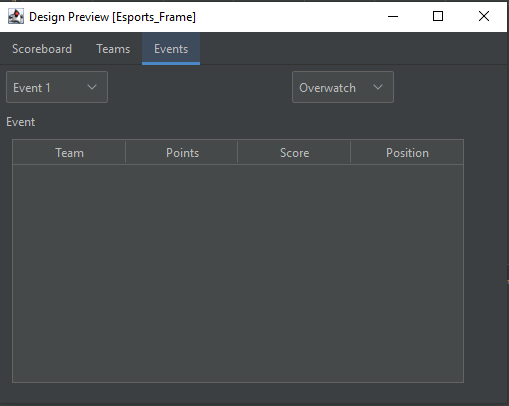 Design Preview [Esports_Frame]
Scoreboard Teams Events
Event 1 Overwatch
Event
Team Points Score Position